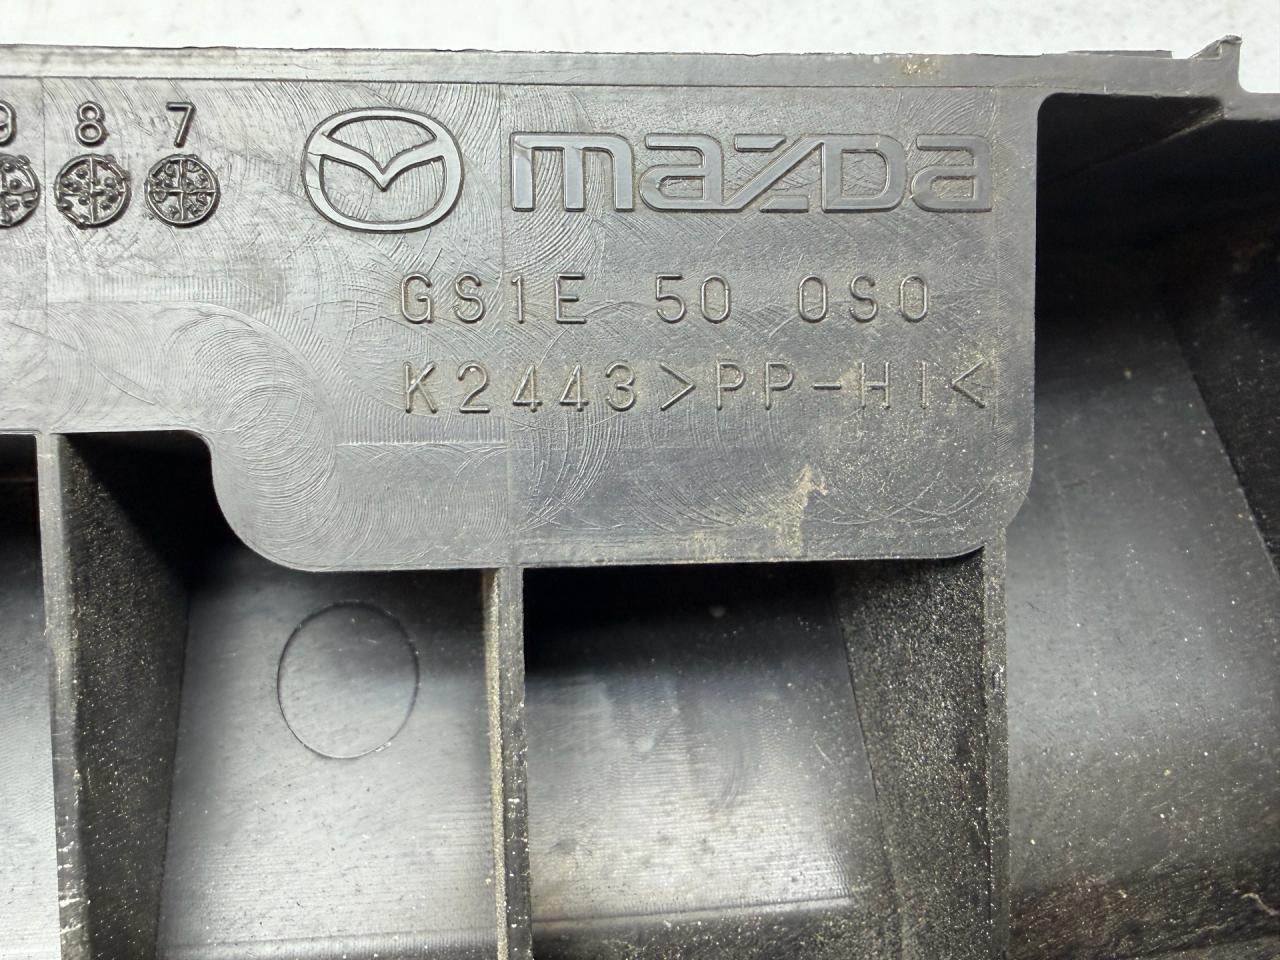 9 8 7
mazda
GS1E 50 0S0
K2443>PP-HI<